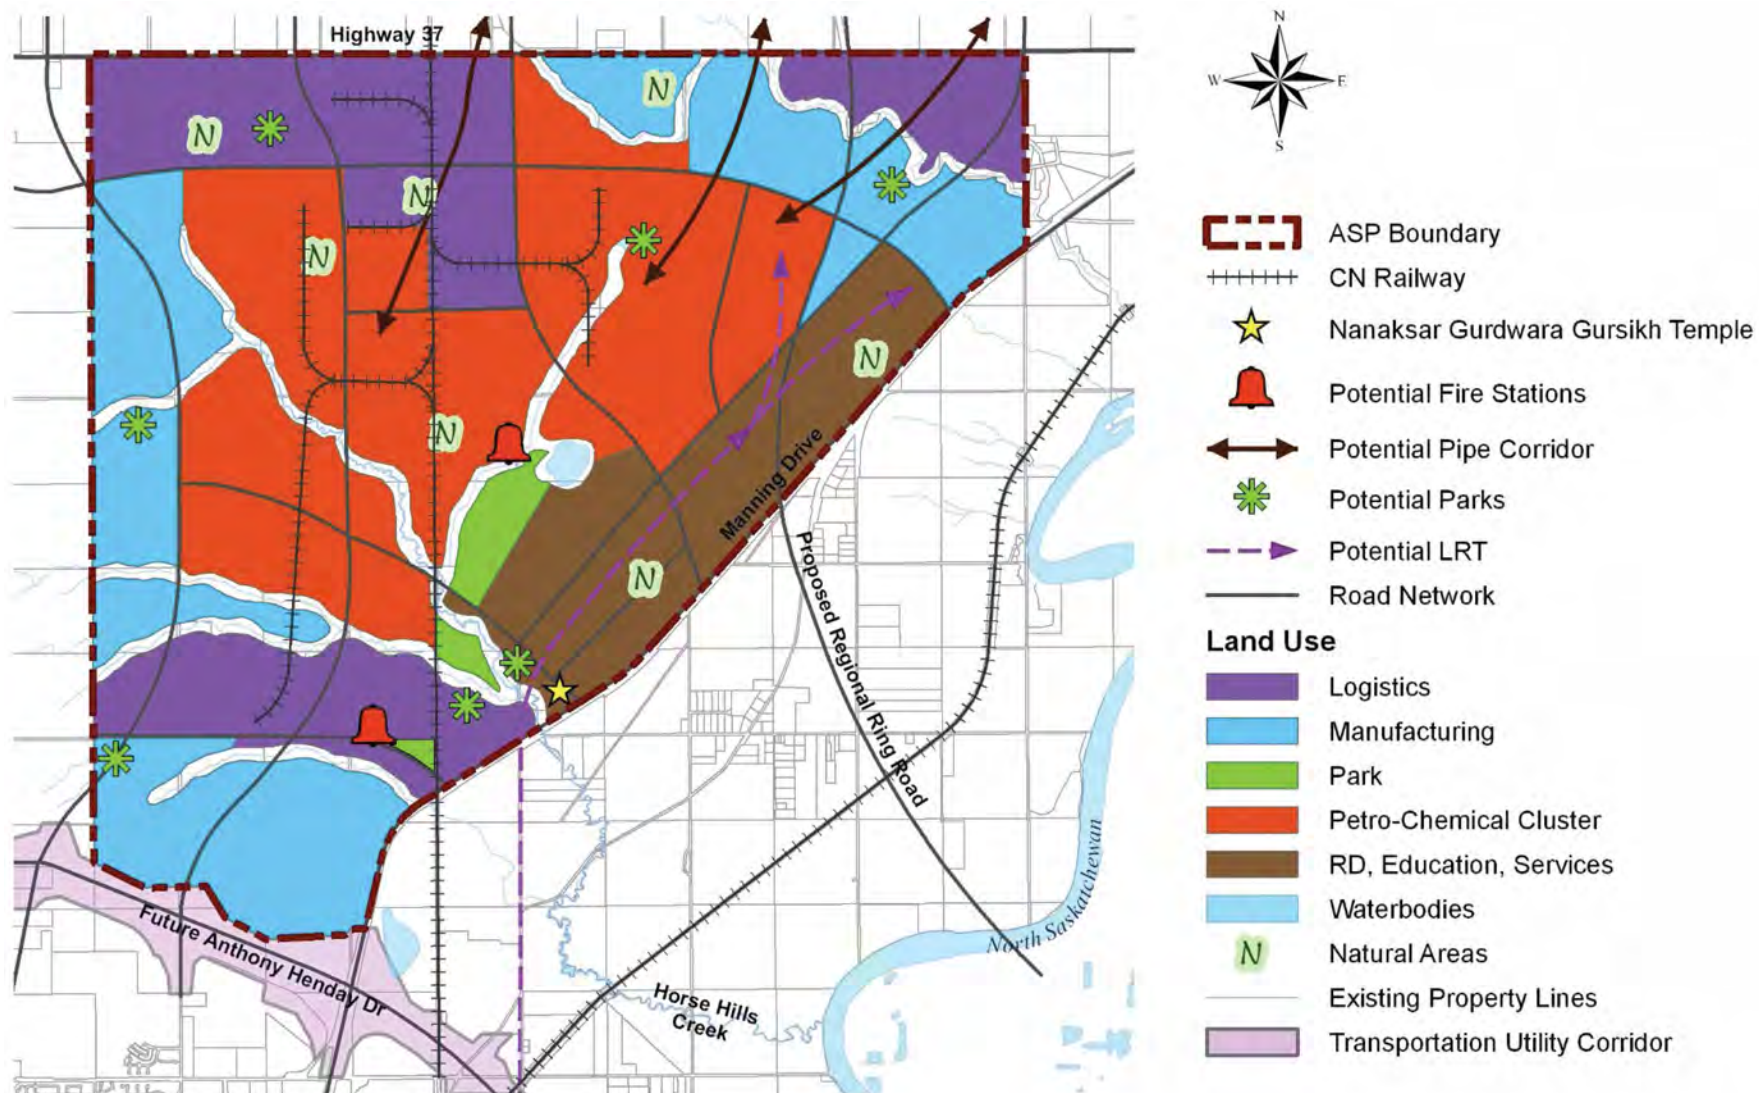 Highway 37
N
N
N
N
N
N
N
Manning Drive
Proposed Regional Ring Road
Future Anthony Henday Dr
Horse Hills
Creek
North Saskatchewan
N
W
E
S
ASP Boundary
CN Railway
Nanaksar Gurdwara Gursikh Temple
Potential Fire Stations
Potential Pipe Corridor
Potential Parks
Potential LRT
Road Network
Land Use
Logistics
Manufacturing
Park
Petro-Chemical Cluster
RD, Education, Services
Waterbodies
N
Natural Areas
Existing Property Lines
Transportation Utility Corridor